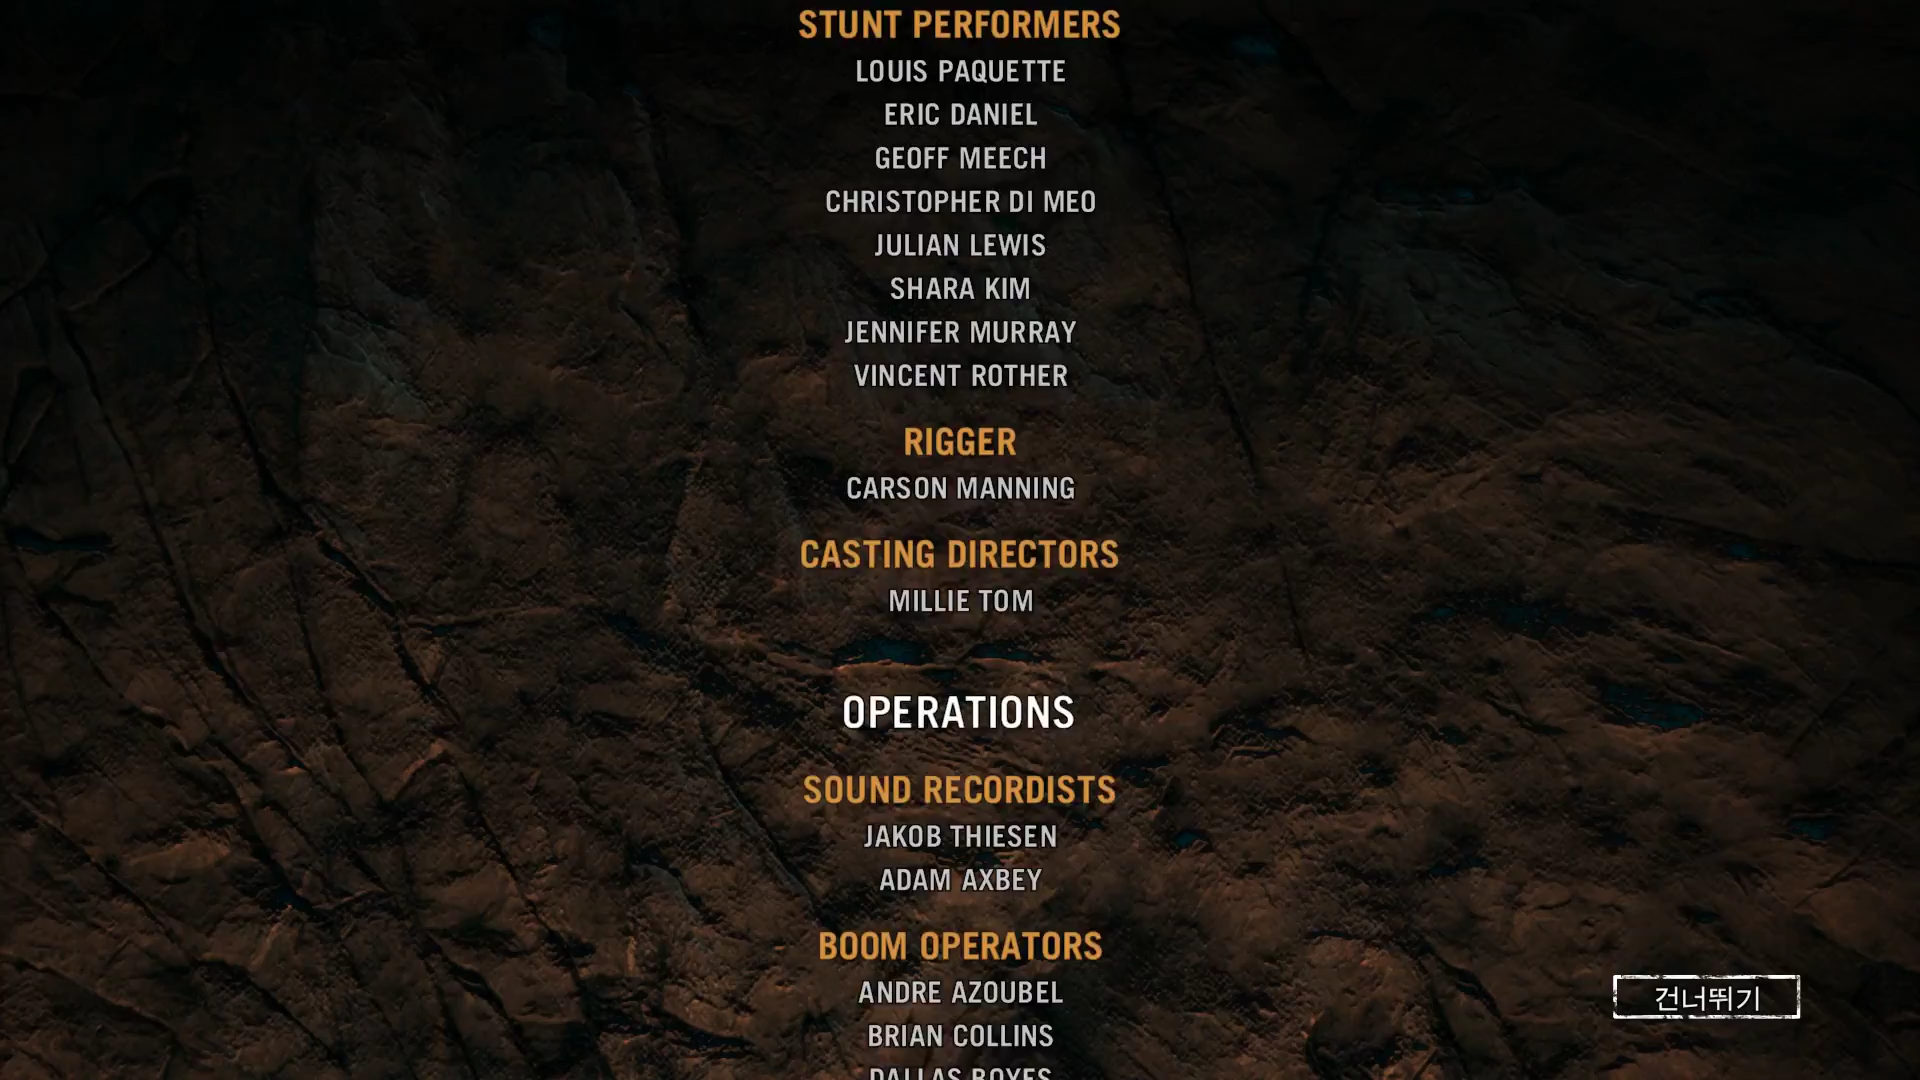 STUNT PERFORMERS
LOUIS PAQUETTE
ERIC DANIEL
GEOFF MEECH
CHRISTOPHER DI MEO
JULIAN LEWIS
SHARA KIM
JENNIFER MURRAY
VINCENT ROTHER
RIGGER
CARSON MANNING
CASTING DIRECTORS
MILLIE TOM
OPERATIONS
SOUND RECORDISTS
JAKOB THIESEN
ADAM AXBEY
BOOM OPERATORS
ANDRE AZOUBEL
BRIAN COLLINS
DALLAS BOYES
건너뛰기